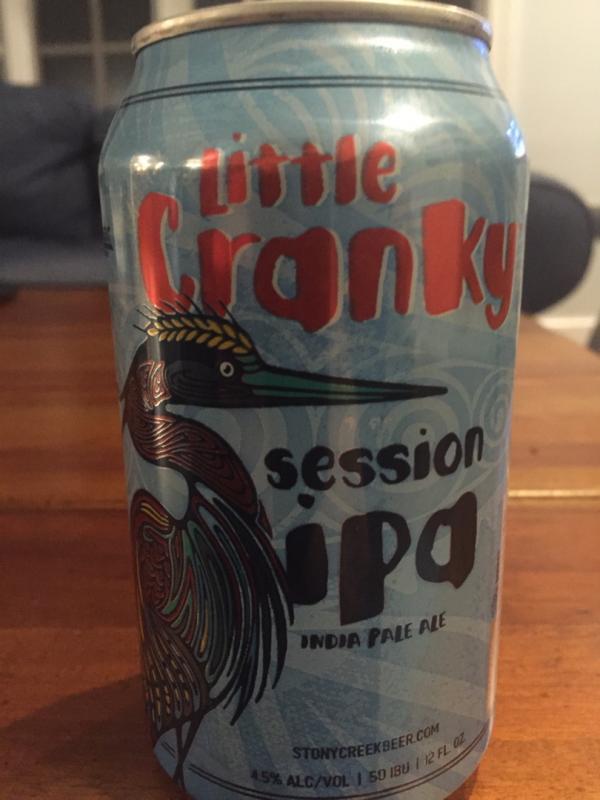 Little
Cranky
session
ipa
INDIA PALE ALE
STONYCREEKBEER.COM
4.5% ALC/VOL | 50 IBU | 12 FL. OZ.